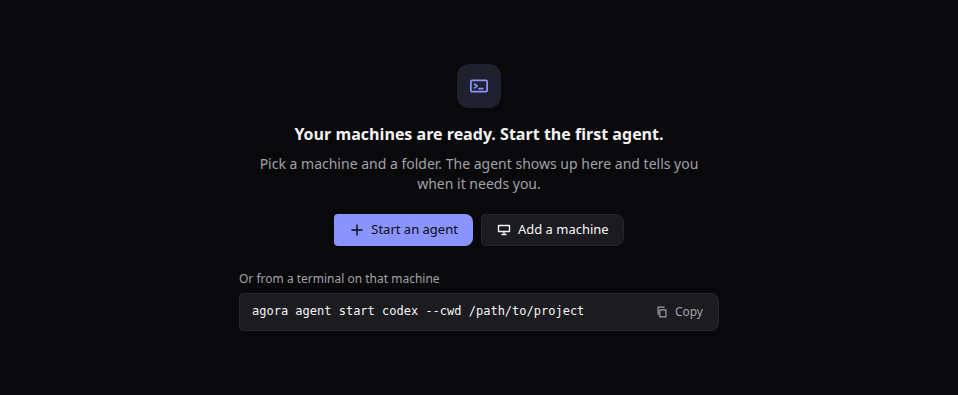 Your machines are ready. Start the first agent.
Pick a machine and a folder. The agent shows up here and tells you
when it needs you.
Start an agent
Add a machine
Or from a terminal on that machine
agora agent start codex --cwd /path/to/project
Copy